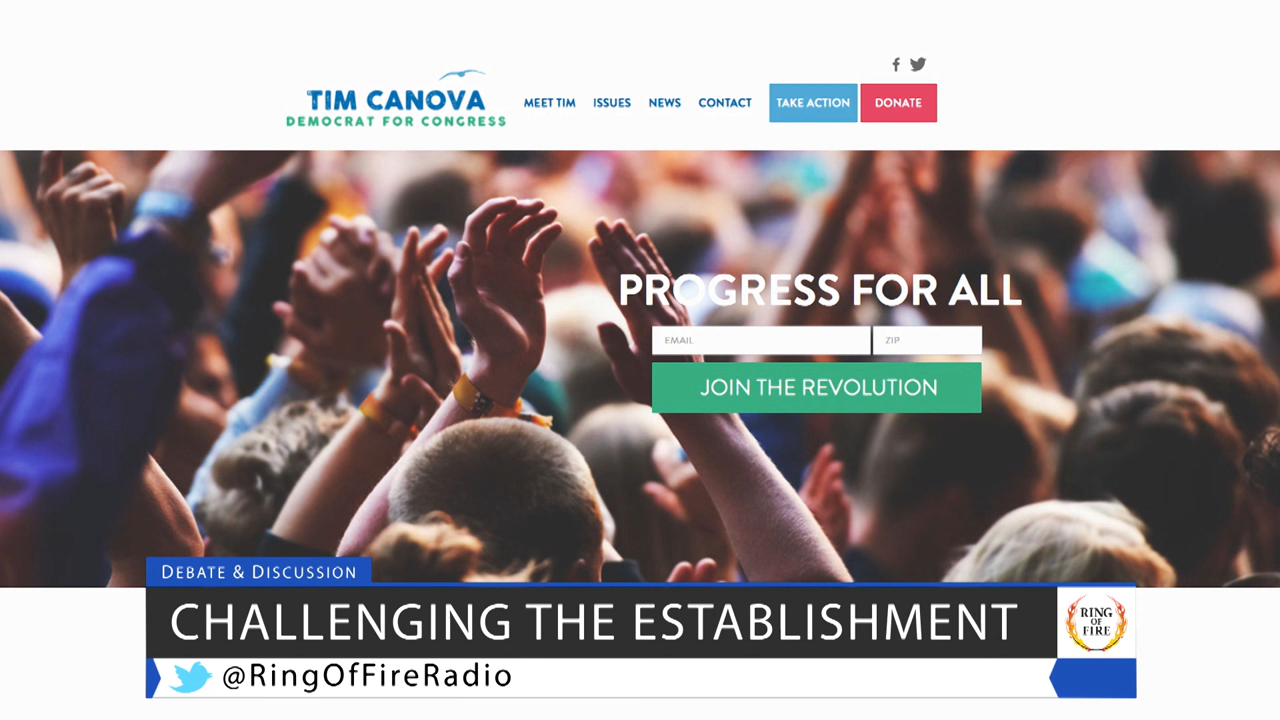 TIM CANOVA
DEMOCRAT FOR CONGRESS
MEET TIM ISSUES NEWS CONTACT TAKE ACTION DONATE
PROGRESS FOR ALL
EMAIL ZIP
JOIN THE REVOLUTION
DEBATE & DISCUSSION
CHALLENGING THE ESTABLISHMENT
RING
OF
FIRE
@RingOfFireRadio